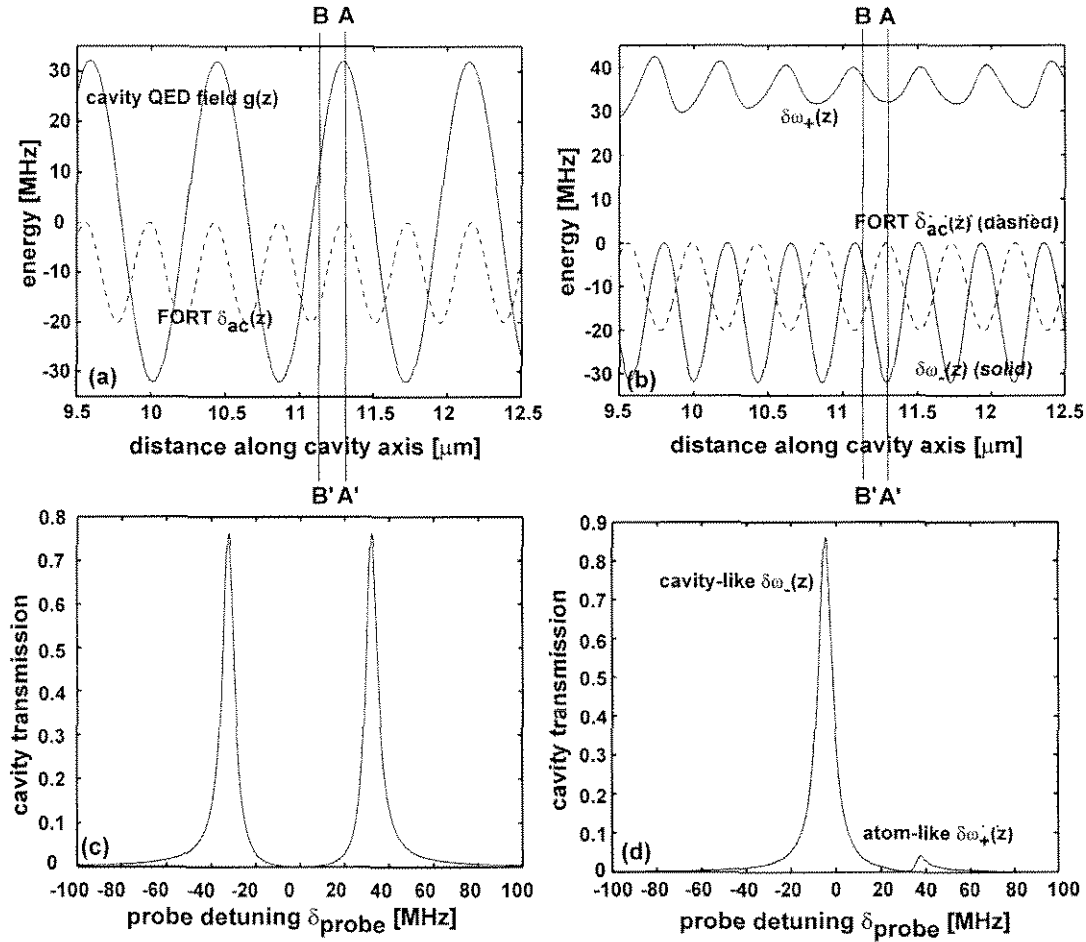 B A
B A
30
20
10
0
-10
-20
-30
energy [MHz]
cavity QED field g(z)
FORT δac(z)
(a)
9.5 10 10.5 11 11.5 12 12.5
distance along cavity axis [μm]
40
30
20
10
0
-10
-20
-30
energy [MHz]
δω+(z)
FORT δac(z) (dashed)
δω-(z) (solid)
(b)
9.5 10 10.5 11 11.5 12 12.5
distance along cavity axis [μm]
B' A'
B' A'
0.8
0.7
0.6
0.5
0.4
0.3
0.2
0.1
0
cavity transmission
(c)
-100 -80 -60 -40 -20 0 20 40 60 80 100
probe detuning δprobe [MHz]
0.9
0.8
0.7
0.6
0.5
0.4
0.3
0.2
0.1
0
cavity transmission
cavity-like δω-(z)
atom-like δω+(z)
(d)
-100 -80 -60 -40 -20 0 20 40 60 80 100
probe detuning δprobe [MHz]